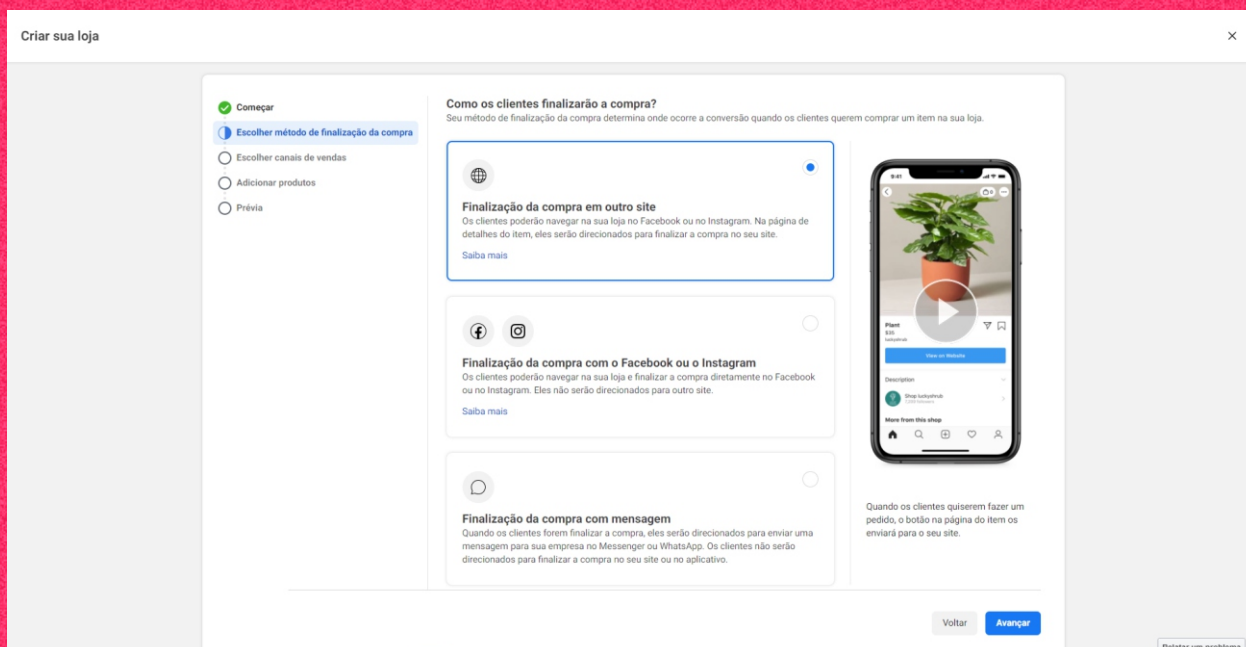 Criar sua loja
Começar
Escolher método de finalização da compra
Escolher canais de vendas
Adicionar produtos
Prévia
Como os clientes finalizarão a compra?
Seu método de finalização da compra determina onde ocorre a conversão quando os clientes querem comprar um item na sua loja.
Finalização da compra em outro site
Os clientes poderão navegar na sua loja no Facebook ou no Instagram. Na página de
detalhes do item, eles serão direcionados para finalizar a compra no seu site.
Saiba mais
Finalização da compra com o Facebook ou o Instagram
Os clientes poderão navegar na sua loja e finalizar a compra diretamente no Facebook
ou no Instagram. Eles não serão direcionados para outro site.
Saiba mais
Finalização da compra com mensagem
Quando os clientes forem finalizar a compra, eles serão direcionados para enviar uma
mensagem para sua empresa no Messenger ou WhatsApp. Os clientes não serão
direcionados para finalizar a compra no seu site ou no aplicativo.
9:41
Plant
$35
luckyshrub
View on Website
Description
Shop luckyshrub
More from this shop
Quando os clientes quiserem fazer um
pedido, o botão na página do item os
enviará para o seu site.
Voltar
Avançar
Relatar um problema